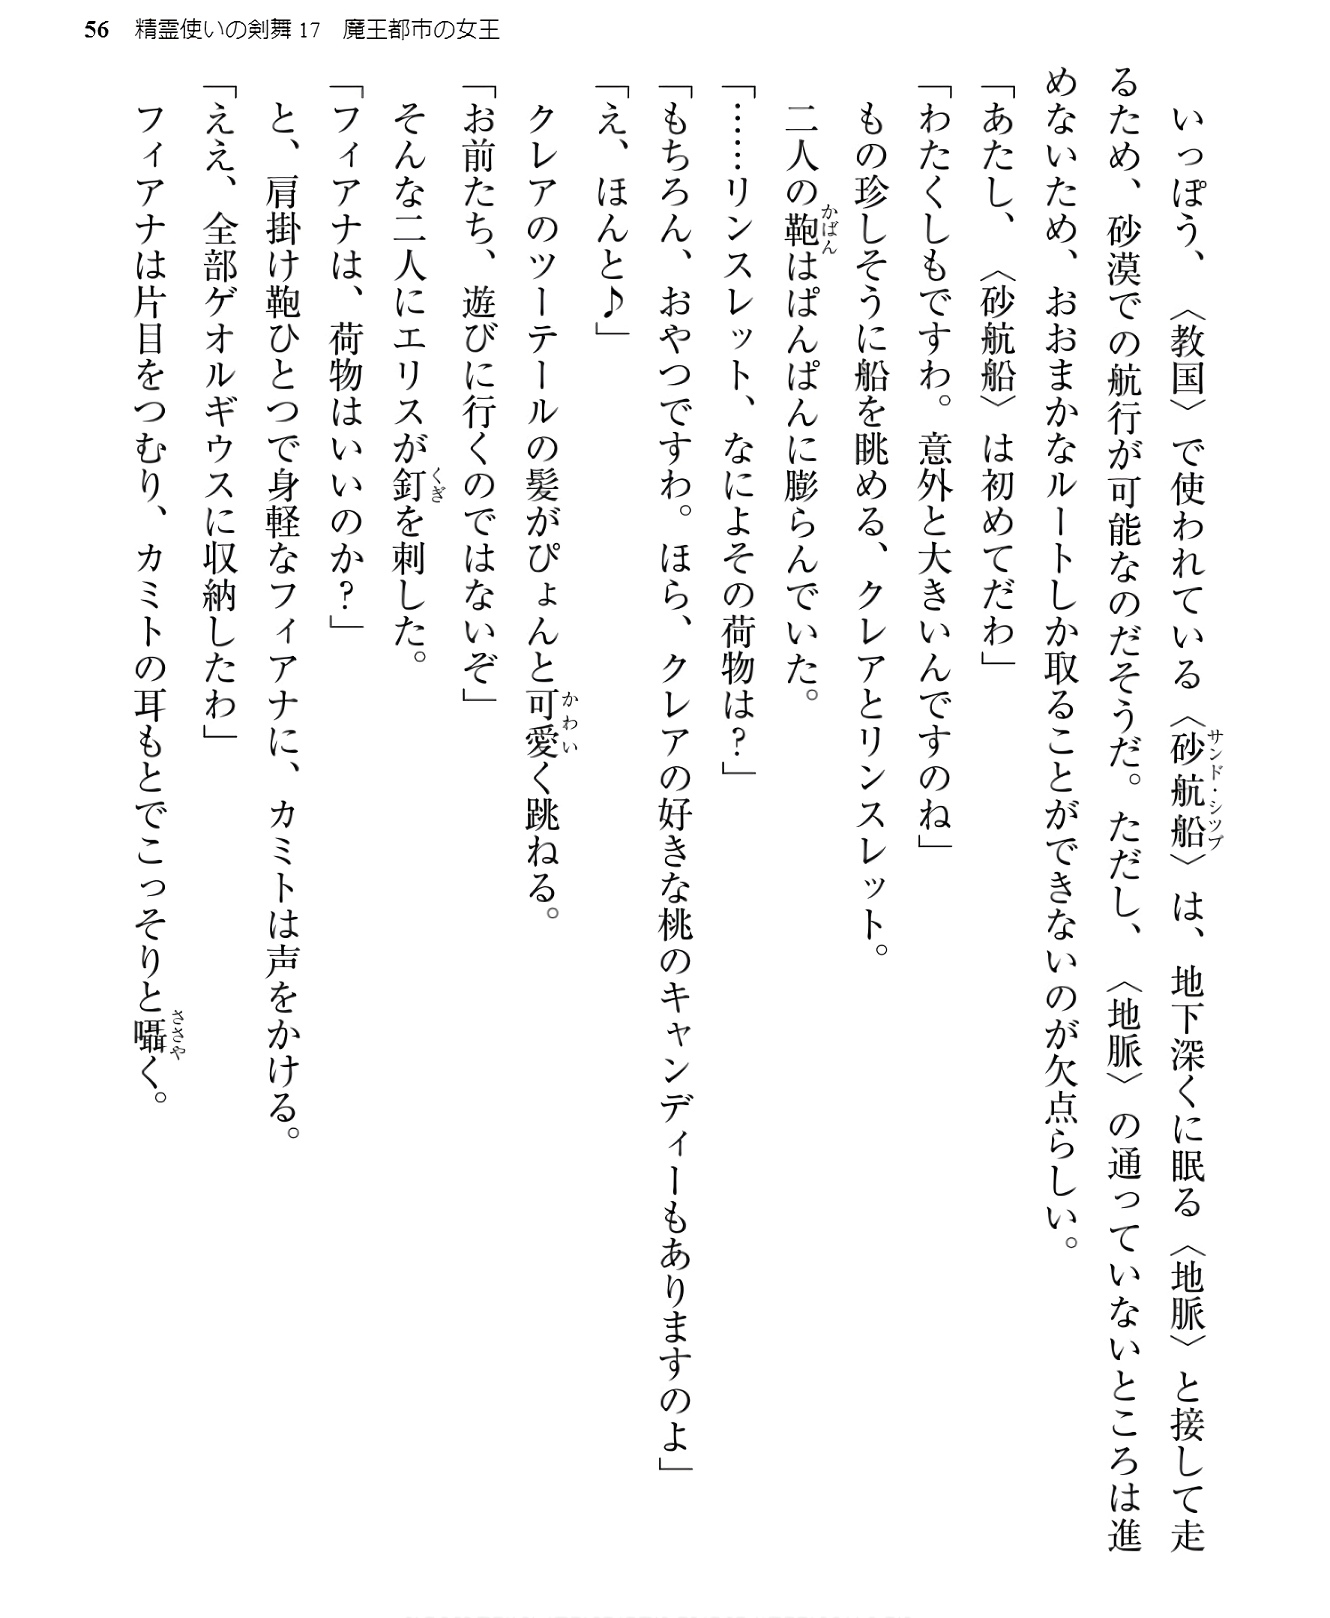 56 精霊使いの剣舞17 魔王都市の女王
いっぽう、〈教国〉で使われている〈砂航船〉は、地下深くに眠る〈地脈〉と接して走
サンド・シップ
るため、砂漠での航行が可能なのだそうだ。ただし、〈地脈〉の通っていないところは進
めないため、おおまかなルートしか取ることができないのが欠点らしい。
「あたし、〈砂航船〉は初めてだわ」
「わたくしもですわ。意外と大きいんですのね」
もの珍しそうに船を眺める、クレアとリンスレット。
二人の鞄はぱんぱんに膨らんでいた。
かばん
「……リンスレット、なによその荷物は?」
「もちろん、おやつですわ。ほら、クレアの好きな桃のキャンディーもありますのよ」
「え、ほんと♪」
クレアのツーテールの髪がぴょんと可愛く跳ねる。
かわい
「お前たち、遊びに行くのではないぞ」
そんな二人にエリスが釘を刺した。
くぎ
「フィアナは、荷物はいいのか?」
と、肩掛け鞄ひとつで身軽なフィアナに、カミトは声をかける。
「ええ、全部ゲオルギウスに収納したわ」
フィアナは片目をつむり、カミトの耳もとでこっそりと囁く。
ささや